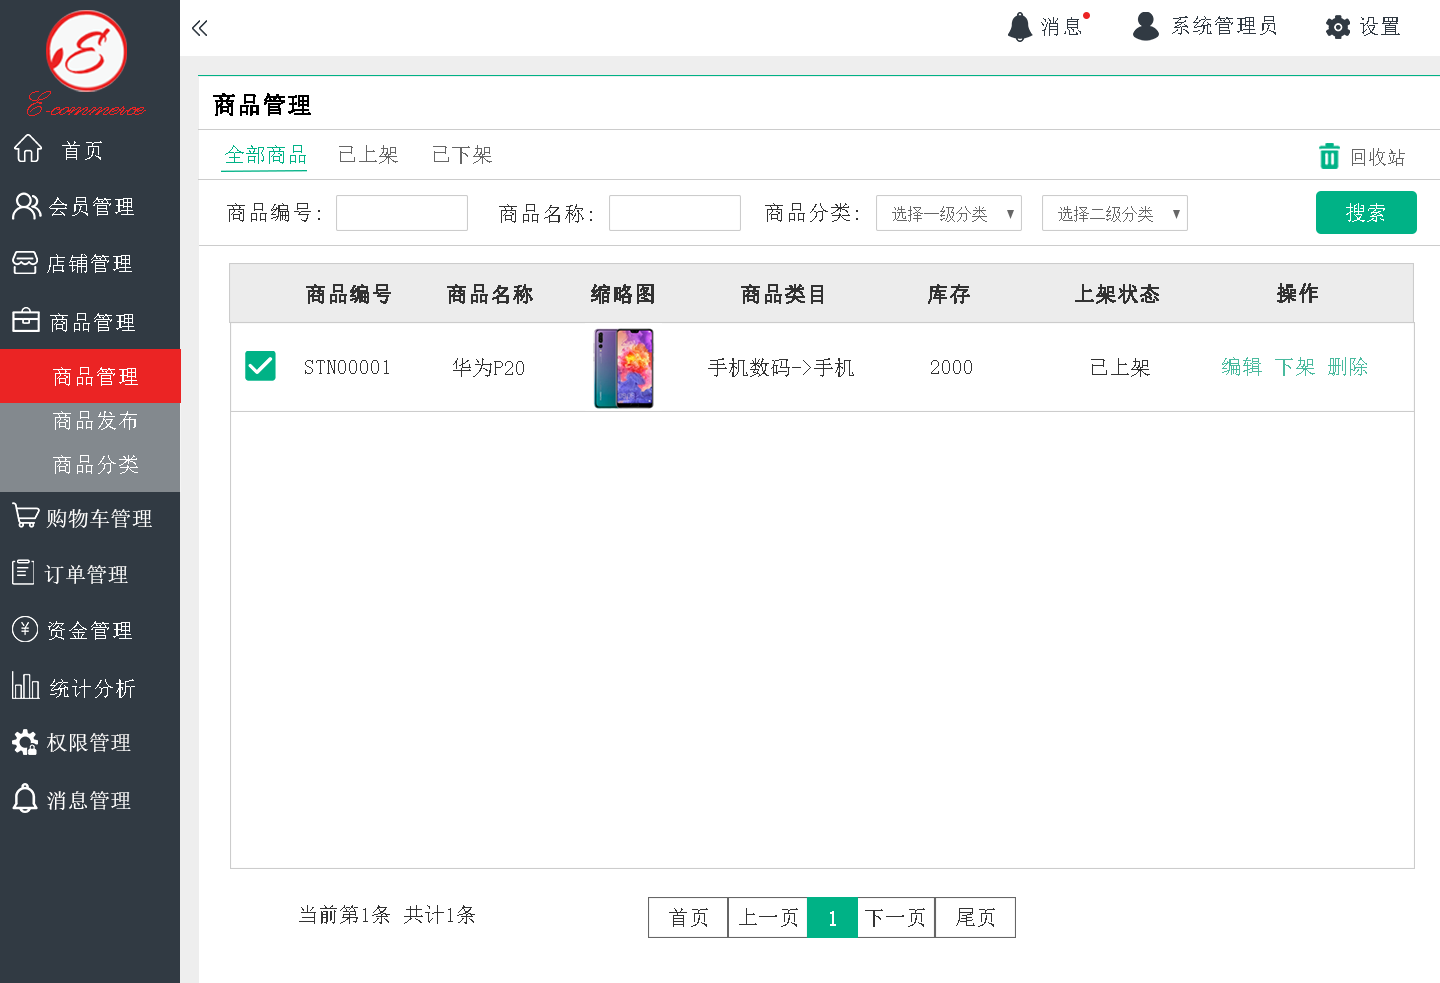 E
消息
系统管理员
设置
E-commerce
首页
会员管理
店铺管理
商品管理
商品管理
商品发布
商品分类
购物车管理
订单管理
¥ 资金管理
统计分析
权限管理
消息管理
商品管理
全部商品 已上架 已下架 回收站
商品编号: 商品名称: 商品分类: 选择一级分类 选择二级分类 搜索
商品编号 商品名称 缩略图 商品类目 库存 上架状态 操作
STN00001 华为P20 手机数码->手机 2000 已上架 编辑 下架 删除
当前第1条 共计1条 首页 上一页 1 下一页 尾页